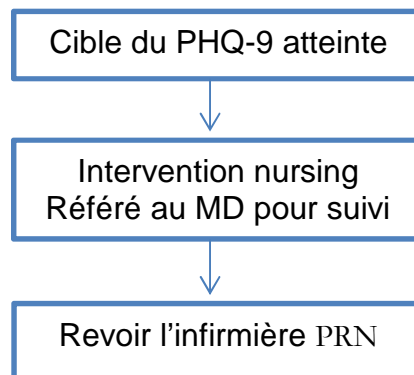 Cible du PHQ-9 atteinte
Intervention nursing
Référé au MD pour suivi
Revoir l’infirmière PRN